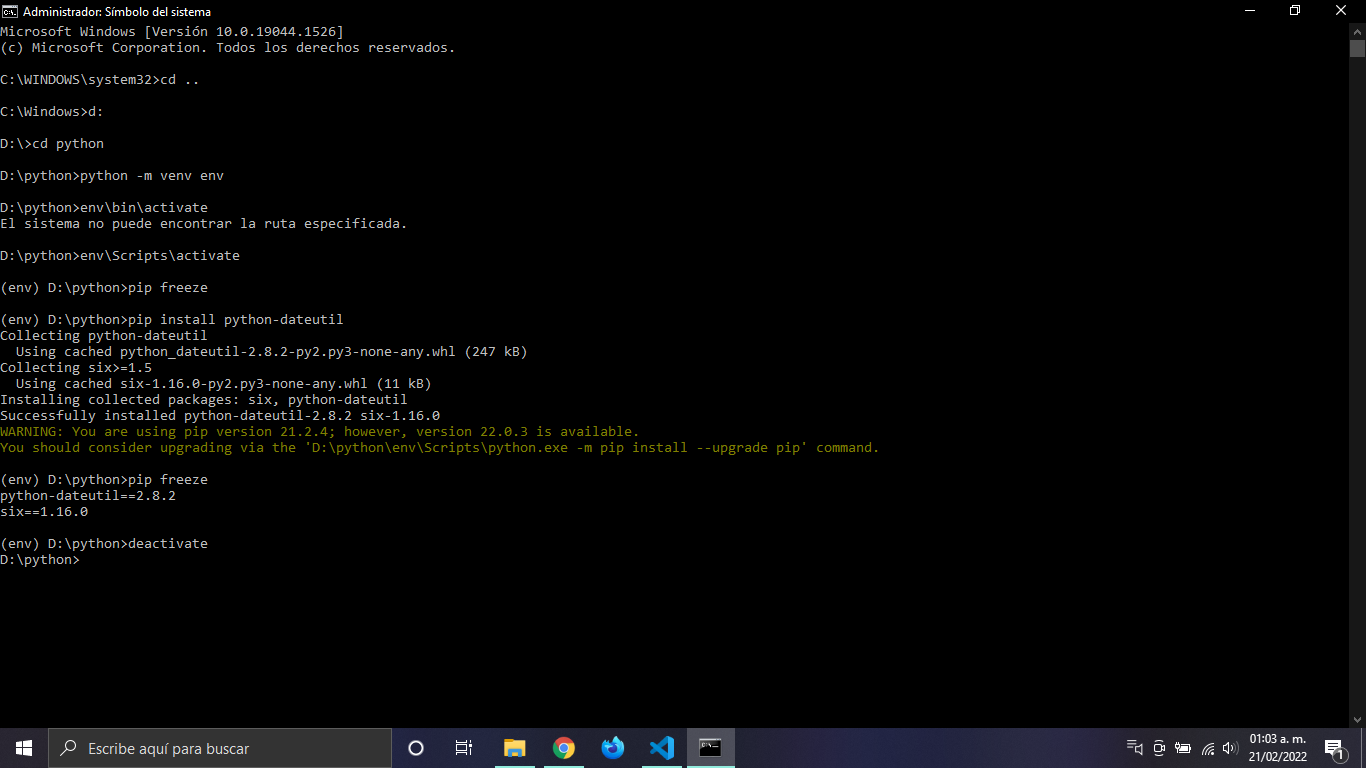 Administrador: Símbolo del sistema
Microsoft Windows [Versión 10.0.19044.1526]
(c) Microsoft Corporation. Todos los derechos reservados.
C:\WINDOWS\system32>cd ..
C:\Windows>d:
D:\>cd python
D:\python>python -m venv env
D:\python>env\bin\activate
El sistema no puede encontrar la ruta especificada.
D:\python>env\Scripts\activate
(env) D:\python>pip freeze
(env) D:\python>pip install python-dateutil
Collecting python-dateutil
  Using cached python_dateutil-2.8.2-py2.py3-none-any.whl (247 kB)
Collecting six>=1.5
  Using cached six-1.16.0-py2.py3-none-any.whl (11 kB)
Installing collected packages: six, python-dateutil
Successfully installed python-dateutil-2.8.2 six-1.16.0
WARNING: You are using pip version 21.2.4; however, version 22.0.3 is available.
You should consider upgrading via the 'D:\python\env\Scripts\python.exe -m pip install --upgrade pip' command.
(env) D:\python>pip freeze
python-dateutil==2.8.2
six==1.16.0
(env) D:\python>deactivate
D:\python>
Escribe aquí para buscar
01:03 a. m.
21/02/2022
1